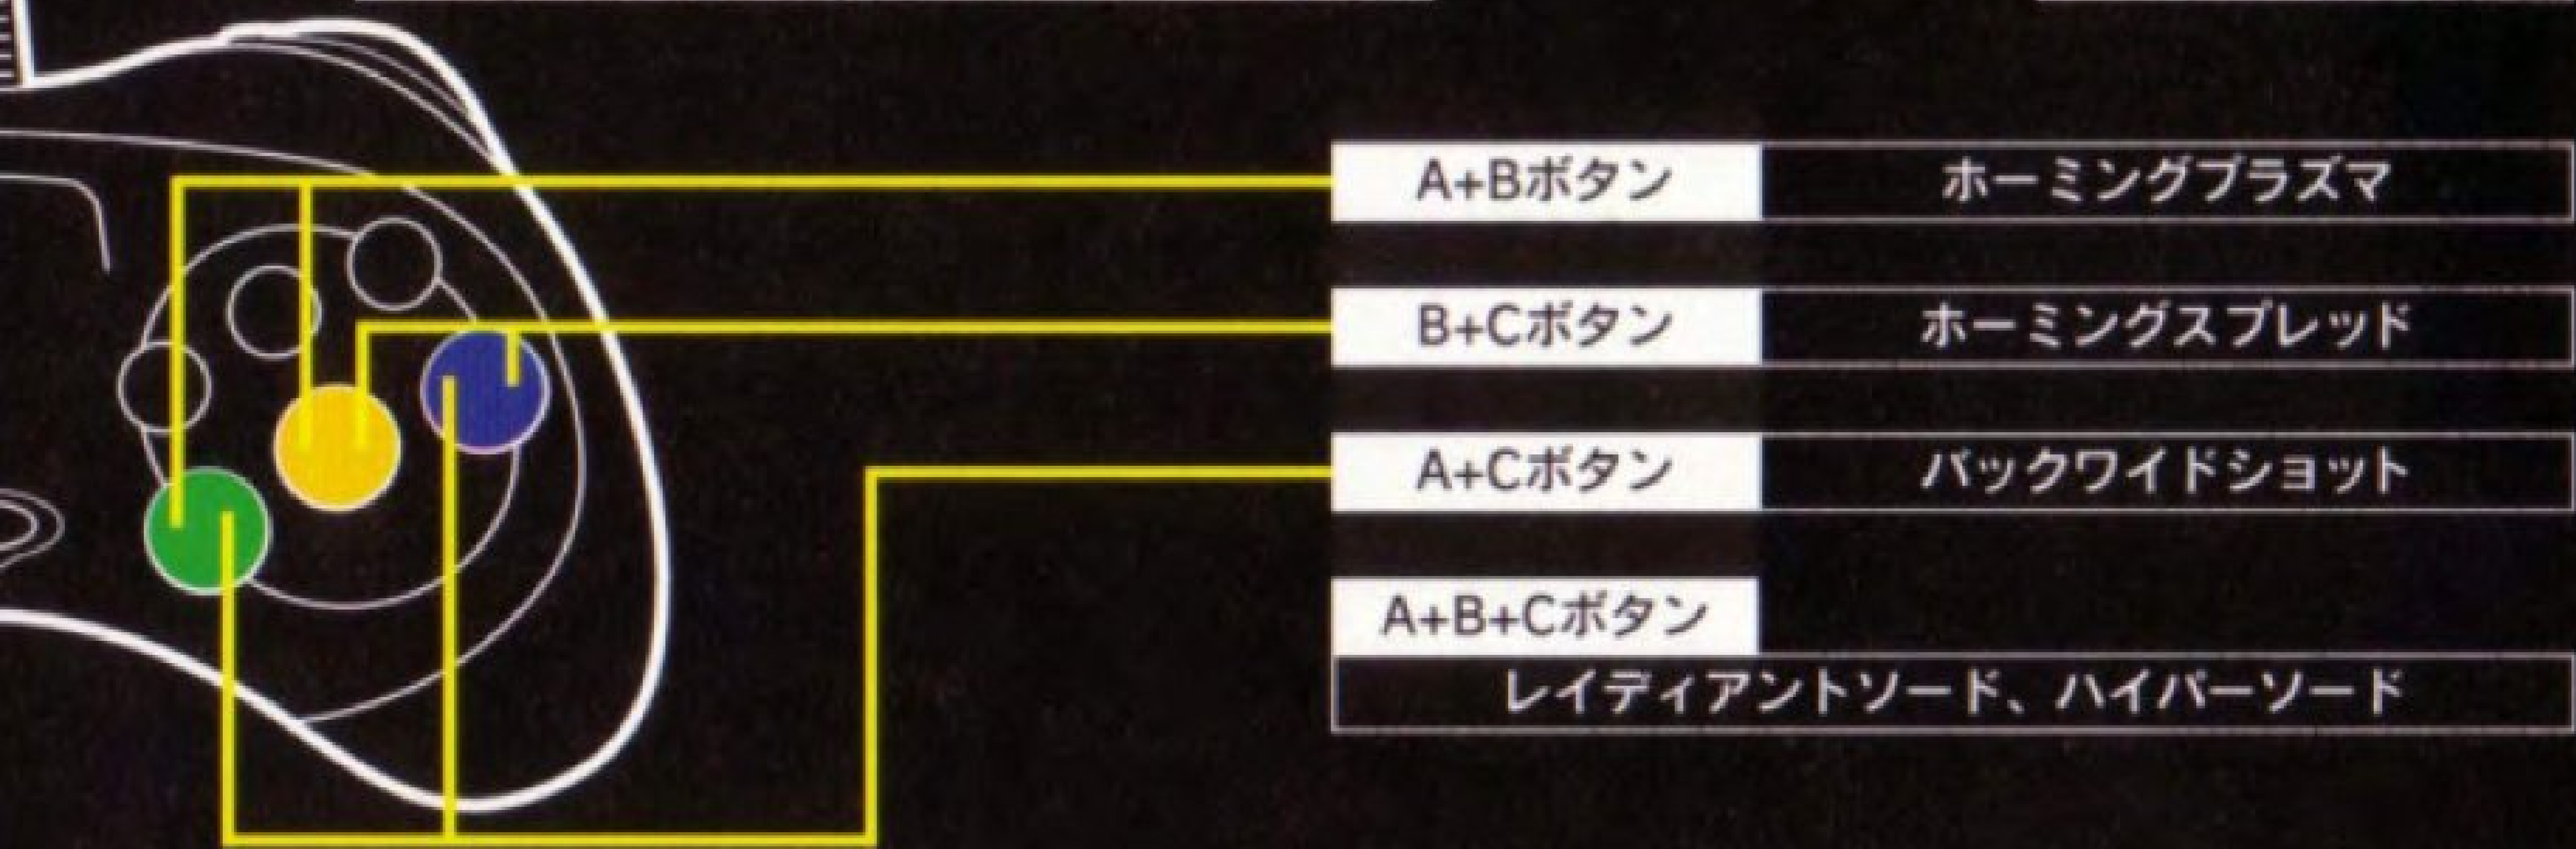 A+Bボタン ホーミングプラズマ
B+Cボタン ホーミングスプレッド
A+Cボタン バックワイドショット
A+B+Cボタン
レイディアントソード、ハイパーソード